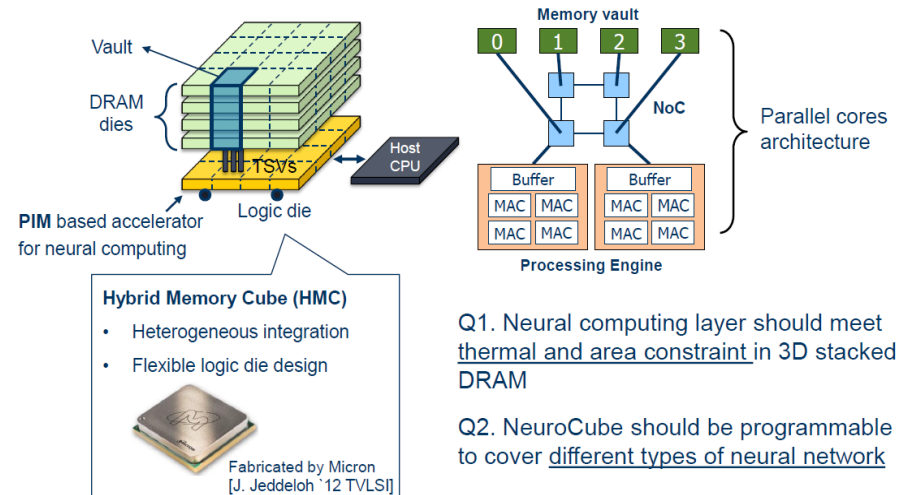 Vault
DRAM
dies
TSVs
Host
CPU
Logic die
PIM based accelerator
for neural computing
Hybrid Memory Cube (HMC)
• Heterogeneous integration
• Flexible logic die design
Fabricated by Micron
[J. Jeddeloh `12 TVLSI]
Memory vault
0 1 2 3
NoC
Parallel cores
architecture
Buffer Buffer
MAC MAC MAC MAC
MAC MAC MAC MAC
Processing Engine
Q1. Neural computing layer should meet
thermal and area constraint in 3D stacked
DRAM
Q2. NeuroCube should be programmable
to cover different types of neural network